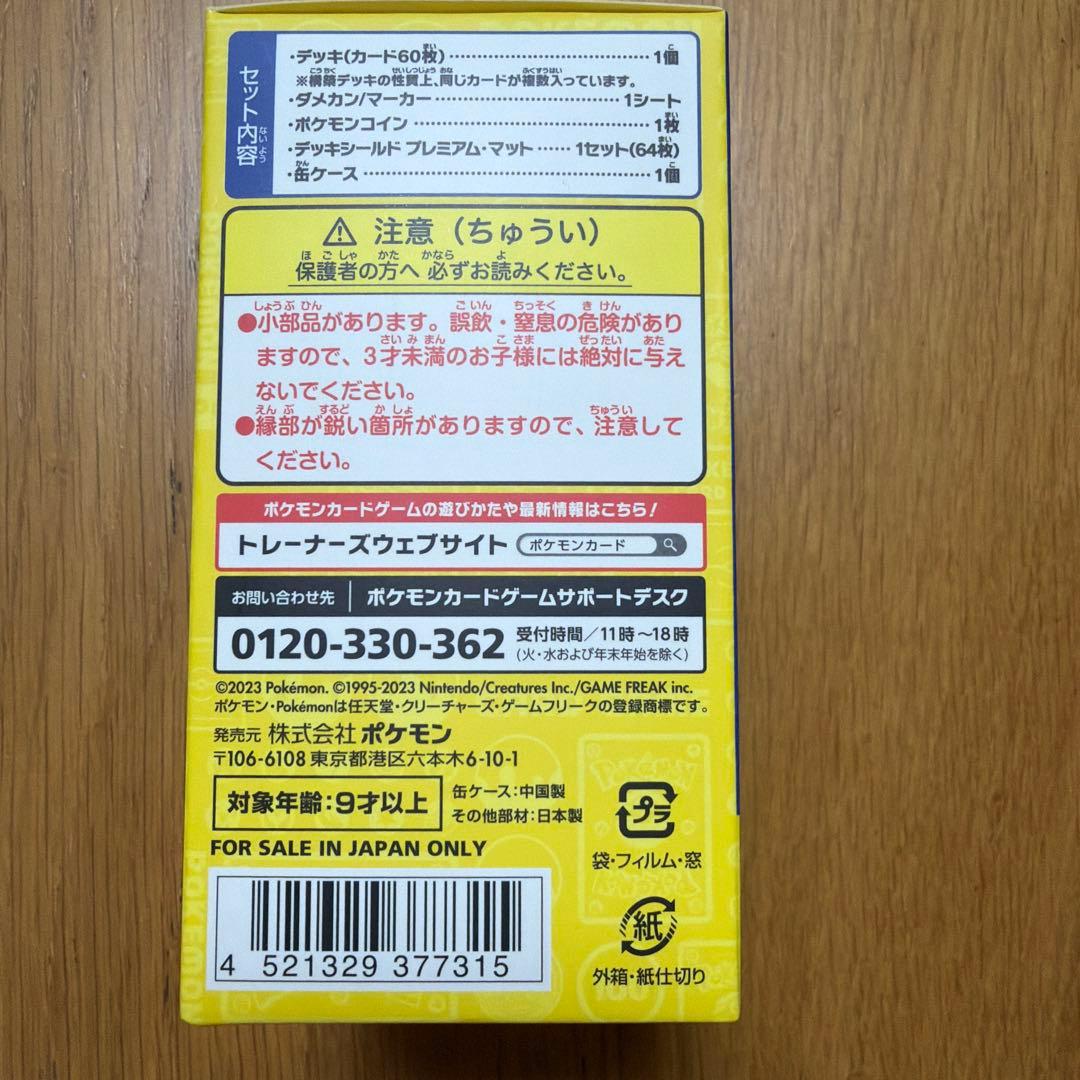 セット内容
・デッキ(カード60枚) …… 1個
※構築デッキの性質上、同じカードが複数入っています。
・ダメカン/マーカー …… 1シート
・ポケモンコイン …… 1枚
・デッキシールド プレミアム・マット …… 1セット(64枚)
・缶ケース …… 1個
⚠ 注意（ちゅうい）
保護者の方へ 必ずお読みください。
●小部品があります。誤飲・窒息の危険があり
ますので、3才未満のお子様には絶対に与え
ないでください。
●縁部が鋭い箇所がありますので、注意して
ください。
ポケモンカードゲームの遊びかたや最新情報はこちら！
トレーナーズウェブサイト ポケモンカード
お問い合わせ先 ポケモンカードゲームサポートデスク
0120-330-362 受付時間／11時～18時
(火・水および年末年始を除く)
©2023 Pokémon. ©1995-2023 Nintendo/Creatures Inc./GAME FREAK inc.
ポケモン・Pokémonは任天堂・クリーチャーズ・ゲームフリークの登録商標です。
発売元 株式会社ポケモン
〒106-6108 東京都港区六本木6-10-1
対象年齢:9才以上
缶ケース:中国製
その他部材:日本製
FOR SALE IN JAPAN ONLY
プラ
袋・フィルム・窓
紙
外箱・紙仕切り
4 521329 377315